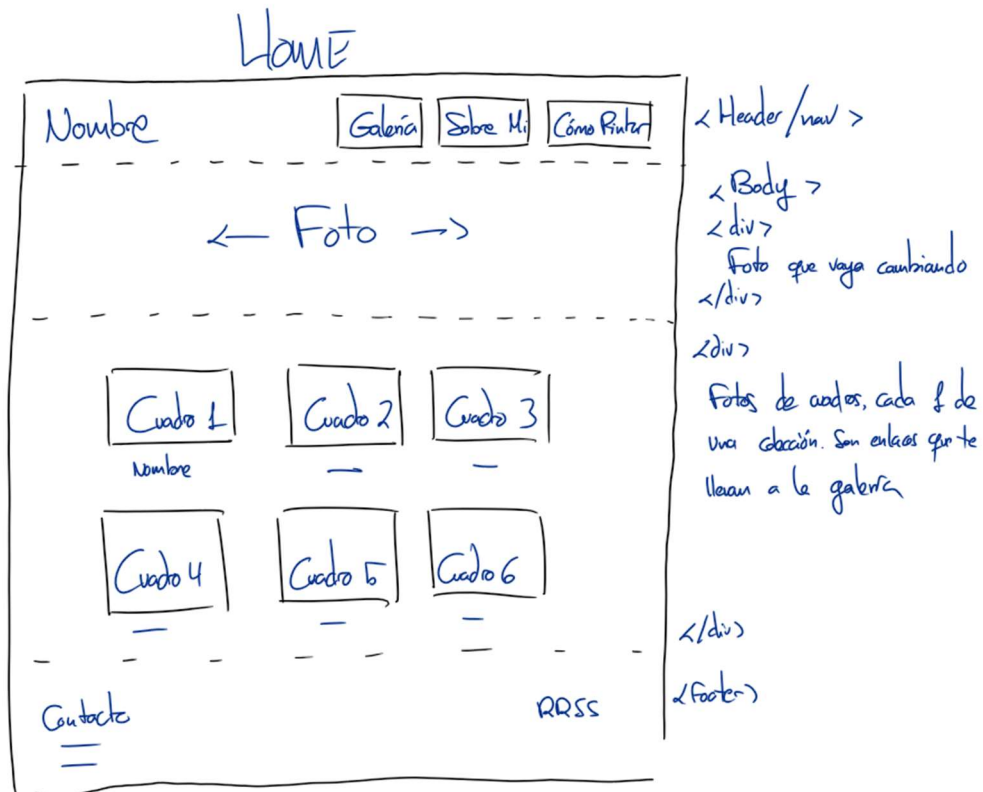 HOME
Nombre
Galería
Sobre Mi
Cómo Pintar
<Header/nav>
← Foto →
<Body>
<div>
Foto que vaya cambiando
</div>
<div>
Cuadro 1
Cuadro 2
Cuadro 3
Nombre
Fotos de cuadros, cada 1 de
una colección. Son enlaces que te
llevan a la galería
Cuadro 4
Cuadro 5
Cuadro 6
</div>
Contacto
RRSS
<footer>